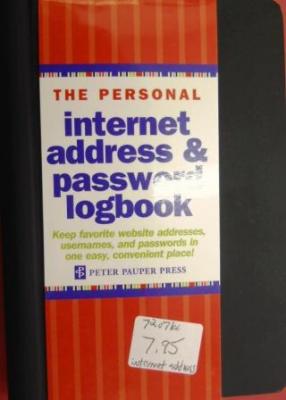 THE PERSONAL
internet
address &
password
logbook
Keep favorite website addresses,
usernames, and passwords in
one easy, convenient place!
PETER PAUPER PRESS
7.95
internet address